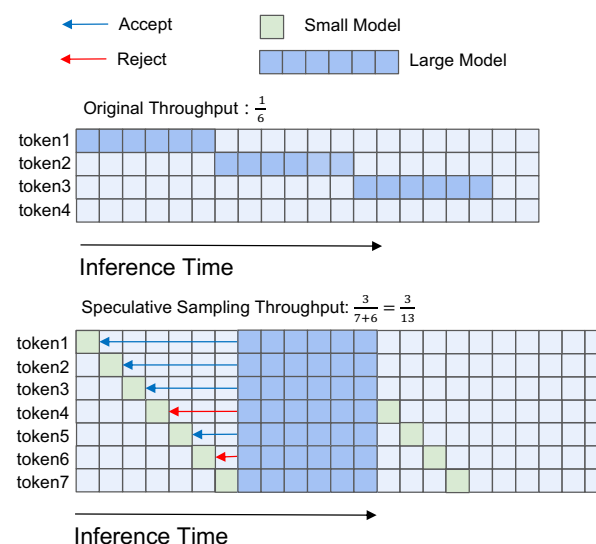 Accept
Small Model
Reject
Large Model
Original Throughput : 1/6
token1
token2
token3
token4
Inference Time
Speculative Sampling Throughput: 3/(7+6) = 3/13
token1
token2
token3
token4
token5
token6
token7
Inference Time